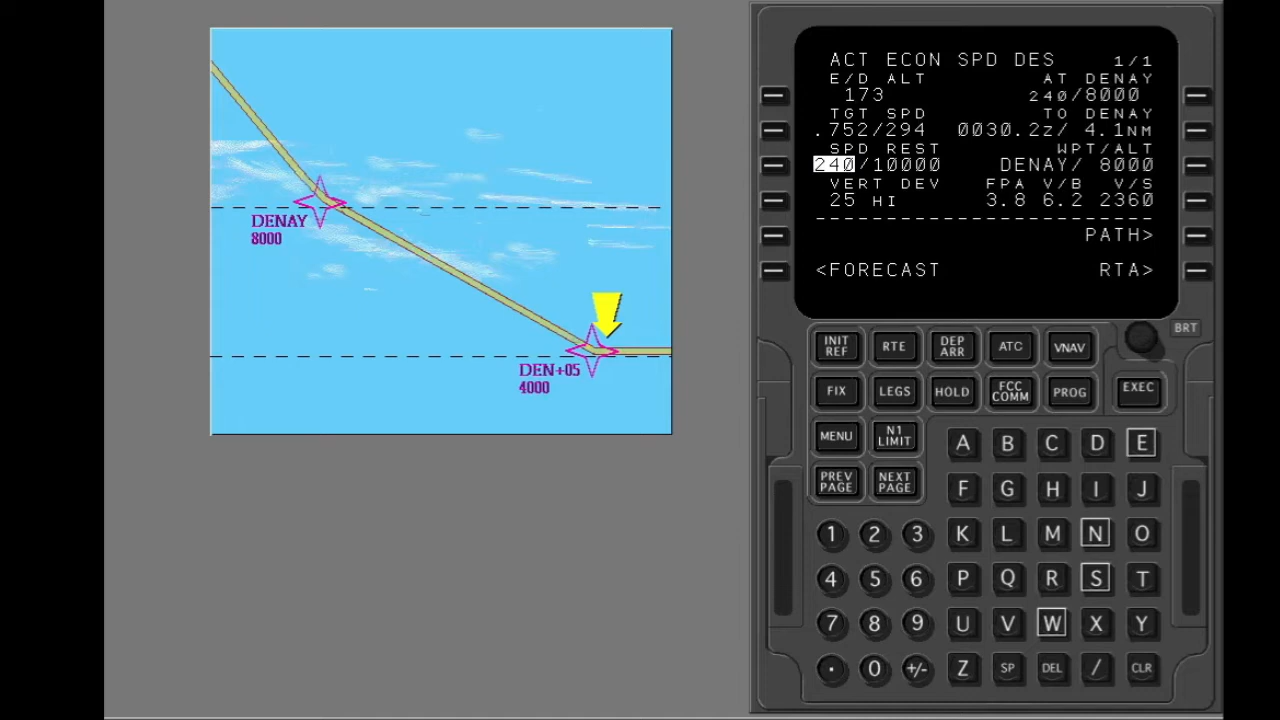 DENAY
8000
DEN+05
4000
ACT ECON SPD DES 1/1
E/D ALT AT DENAY
173 240/8000
TGT SPD TO DENAY
.752/294 0030.2Z/ 4.1NM
SPD REST WPT/ALT
240/10000 DENAY/ 8000
VERT DEV FPA V/B V/S
25 HI 3.8 6.2 2360
------------------------
PATH>
<FORECAST RTA>
BRT
INIT REF RTE DEP ARR ATC VNAV
FIX LEGS HOLD FCC COMM PROG EXEC
MENU N1 LIMIT
PREV PAGE NEXT PAGE
A B C D E
F G H I J
1 2 3 K L M N O
4 5 6 P Q R S T
7 8 9 U V W X Y
. 0 +/- Z SP DEL / CLR